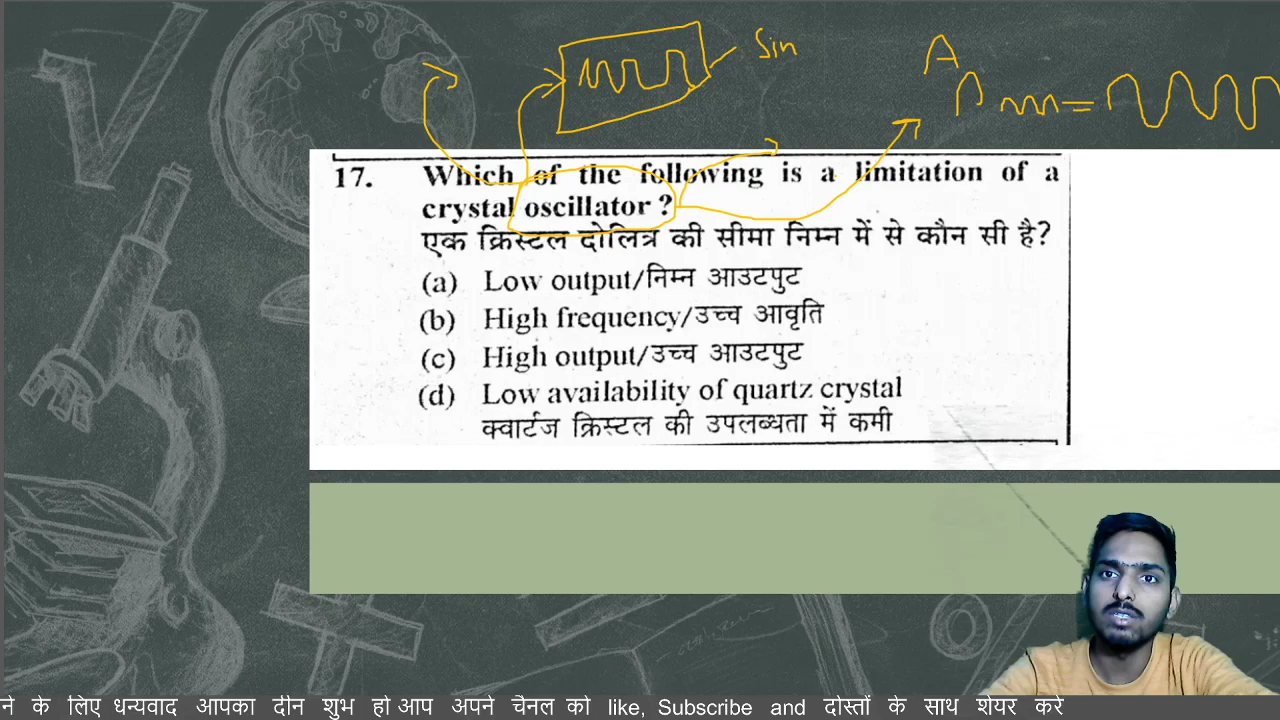 Sin
A
17. Which of the following is a limitation of a
crystal oscillator ?
एक क्रिस्टल दोलित्र की सीमा निम्न में से कौन सी है?
(a) Low output/निम्न आउटपुट
(b) High frequency/उच्च आवृति
(c) High output/उच्च आउटपुट
(d) Low availability of quartz crystal
क्वार्टज क्रिस्टल की उपलब्धता में कमी
ने के लिए धन्यवाद आपका दीन शुभ हो आप अपने चैनल को like, Subscribe and दोस्तों के साथ शेयर करे